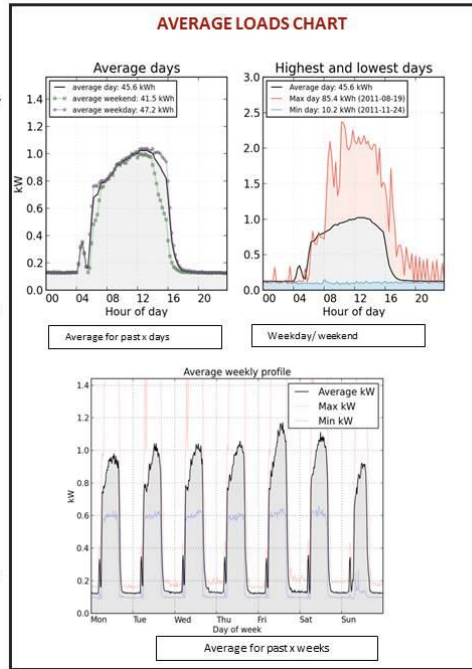 AVERAGE LOADS CHART
Average days
average day: 45.6 kWh
average weekend: 41.5 kWh
average weekday: 47.2 kWh
1.4
1.2
1.0
0.8
0.6
0.4
0.2
0.0
kW
00 04 08 12 16 20
Hour of day
Average for past x days
Highest and lowest days
Average day: 45.6 kWh
Max day 85.4 kWh (2011-08-19)
Min day: 10.2 kWh (2011-11-24)
3.0
2.5
2.0
1.5
1.0
0.5
0.0
00 04 08 12 16 20
Hour of day
Weekday/ weekend
Average weekly profile
Average kW
Max kW
Min kW
1.4
1.2
1.0
0.8
0.6
0.4
0.2
0.0
kW
Mon Tue Wed Thu Fri Sat Sun
Day of week
Average for past x weeks